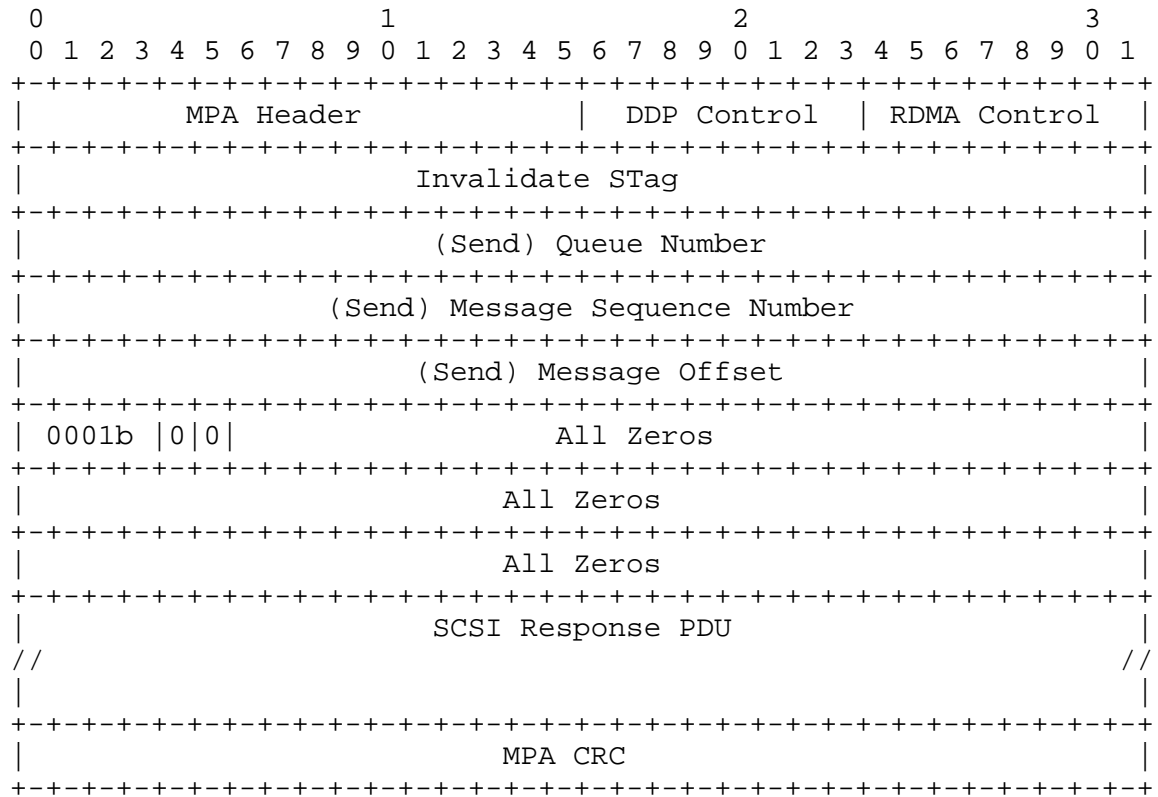 0                   1                   2                   3
 0 1 2 3 4 5 6 7 8 9 0 1 2 3 4 5 6 7 8 9 0 1 2 3 4 5 6 7 8 9 0 1
+-+-+-+-+-+-+-+-+-+-+-+-+-+-+-+-+-+-+-+-+-+-+-+-+-+-+-+-+-+-+-+-+
|         MPA Header            |  DDP Control  | RDMA Control  |
+-+-+-+-+-+-+-+-+-+-+-+-+-+-+-+-+-+-+-+-+-+-+-+-+-+-+-+-+-+-+-+-+
|                      Invalidate STag                          |
+-+-+-+-+-+-+-+-+-+-+-+-+-+-+-+-+-+-+-+-+-+-+-+-+-+-+-+-+-+-+-+-+
|                       (Send) Queue Number                     |
+-+-+-+-+-+-+-+-+-+-+-+-+-+-+-+-+-+-+-+-+-+-+-+-+-+-+-+-+-+-+-+-+
|                 (Send) Message Sequence Number                |
+-+-+-+-+-+-+-+-+-+-+-+-+-+-+-+-+-+-+-+-+-+-+-+-+-+-+-+-+-+-+-+-+
|                      (Send) Message Offset                    |
+-+-+-+-+-+-+-+-+-+-+-+-+-+-+-+-+-+-+-+-+-+-+-+-+-+-+-+-+-+-+-+-+
| 0001b |0|0|                  All Zeros                        |
+-+-+-+-+-+-+-+-+-+-+-+-+-+-+-+-+-+-+-+-+-+-+-+-+-+-+-+-+-+-+-+-+
|                           All Zeros                           |
+-+-+-+-+-+-+-+-+-+-+-+-+-+-+-+-+-+-+-+-+-+-+-+-+-+-+-+-+-+-+-+-+
|                           All Zeros                           |
+-+-+-+-+-+-+-+-+-+-+-+-+-+-+-+-+-+-+-+-+-+-+-+-+-+-+-+-+-+-+-+-+
|                       SCSI Response PDU                       |
//                                                             //
|                                                               |
+-+-+-+-+-+-+-+-+-+-+-+-+-+-+-+-+-+-+-+-+-+-+-+-+-+-+-+-+-+-+-+-+
|                           MPA CRC                             |
+-+-+-+-+-+-+-+-+-+-+-+-+-+-+-+-+-+-+-+-+-+-+-+-+-+-+-+-+-+-+-+-+